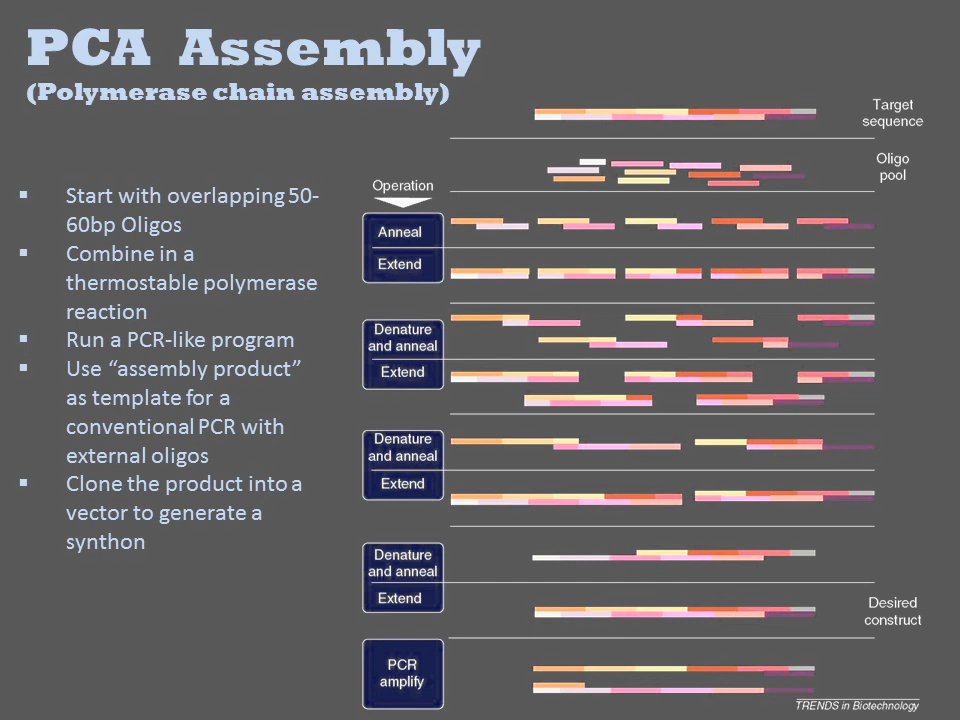 PCA Assembly
(Polymerase chain assembly)
▪ Start with overlapping 50-
60bp Oligos
▪ Combine in a
thermostable polymerase
reaction
▪ Run a PCR-like program
▪ Use “assembly product”
as template for a
conventional PCR with
external oligos
▪ Clone the product into a
vector to generate a
synthon
Target
sequence
Oligo
pool
Operation
Anneal
Extend
Denature
and anneal
Extend
Denature
and anneal
Extend
Denature
and anneal
Extend
Desired
construct
PCR
amplify
TRENDS in Biotechnology